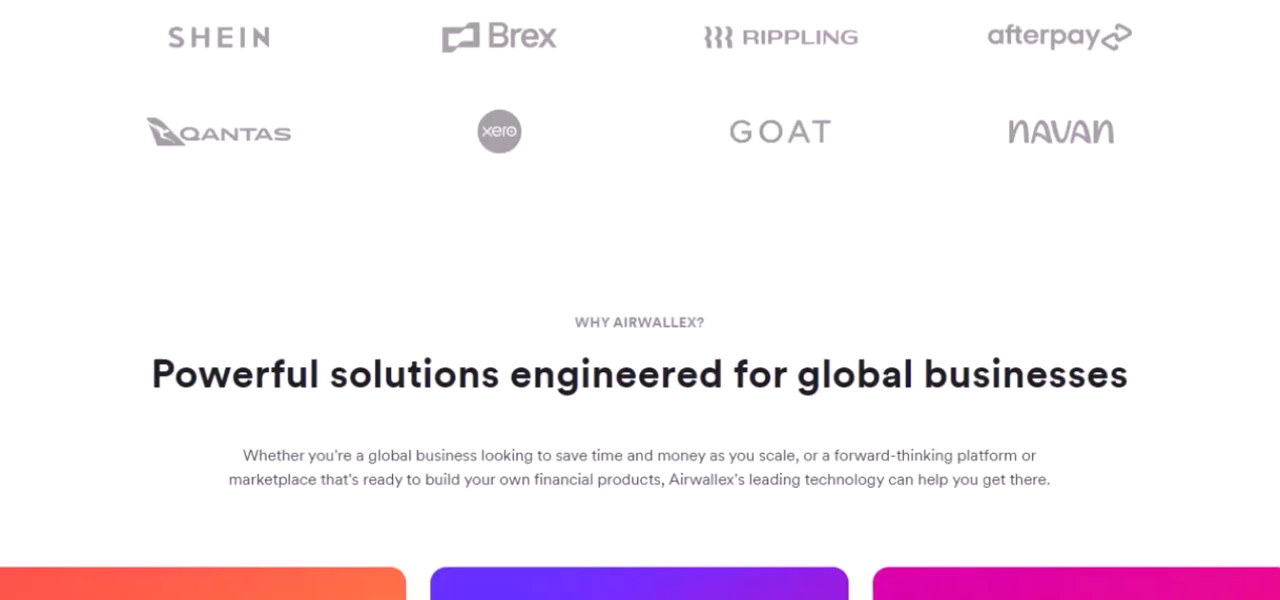 SHEIN
Brex
RIPPLING
afterpay
QANTAS
xero
GOAT
NAVAN
WHY AIRWALLEX?
Powerful solutions engineered for global businesses
Whether you're a global business looking to save time and money as you scale, or a forward-thinking platform or
marketplace that's ready to build your own financial products, Airwallex's leading technology can help you get there.